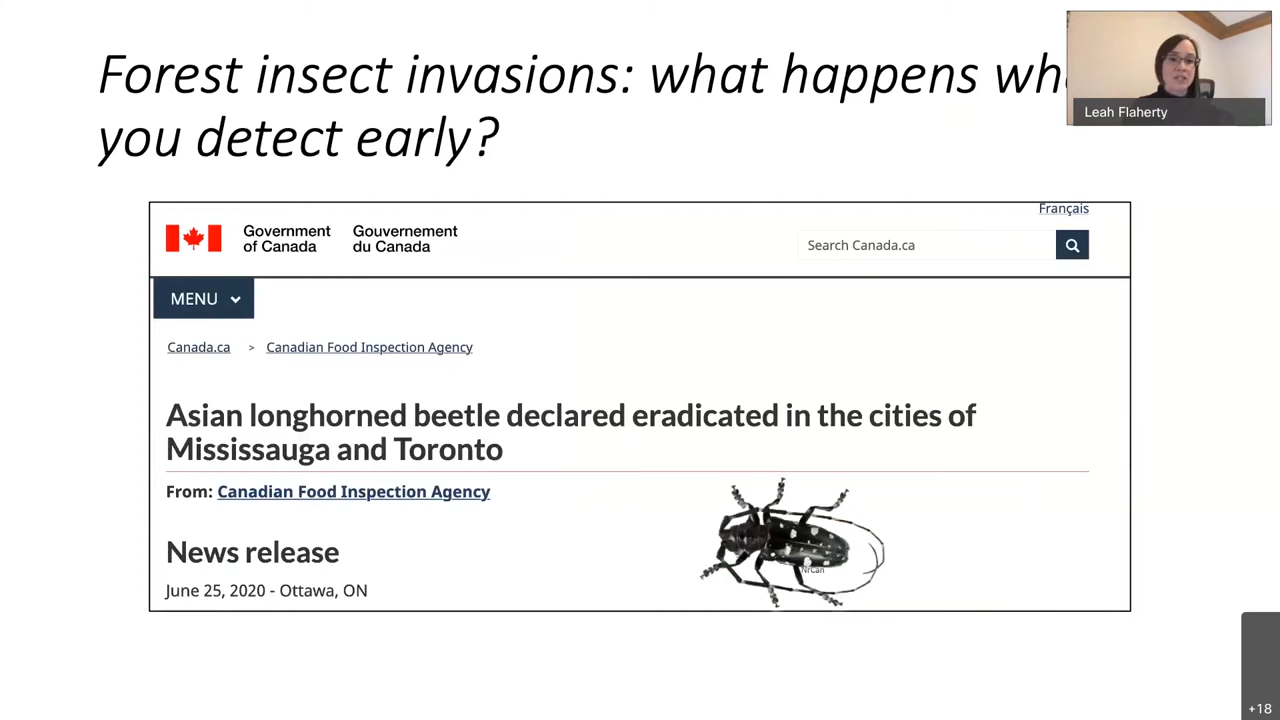 Forest insect invasions: what happens
you detect early?
Leah Flaherty
Français
Government of Canada
Gouvernement du Canada
Search Canada.ca
MENU
Canada.ca > Canadian Food Inspection Agency
Asian longhorned beetle declared eradicated in the cities of
Mississauga and Toronto
From: Canadian Food Inspection Agency
News release
NrCan
June 25, 2020 - Ottawa, ON
+18